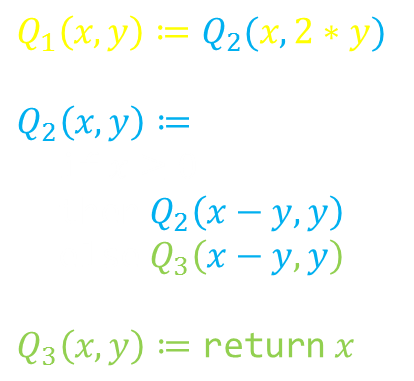 Q₁(x, y) ≔ Q₂(x, 2 ∗ y)
Q₂(x, y) ≔
Q₂(x − y, y)
Q₃(x − y, y)
Q₃(x, y) ≔ return x